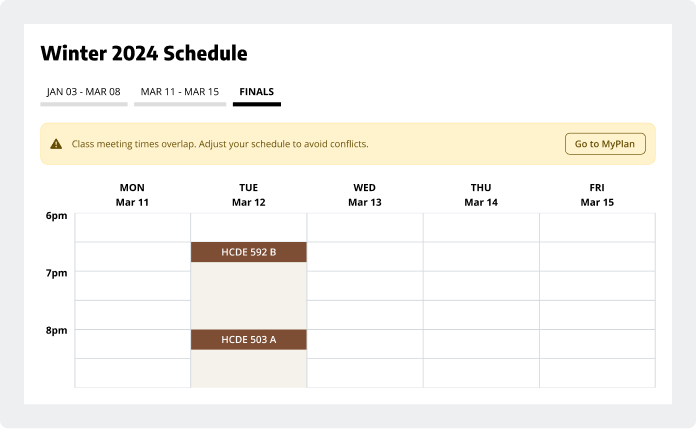 Winter 2024 Schedule
JAN 03 - MAR 08 MAR 11 - MAR 15 FINALS
Class meeting times overlap. Adjust your schedule to avoid conflicts. Go to MyPlan
MON TUE WED THU FRI
Mar 11 Mar 12 Mar 13 Mar 14 Mar 15
6pm
HCDE 592 B
7pm
8pm
HCDE 503 A